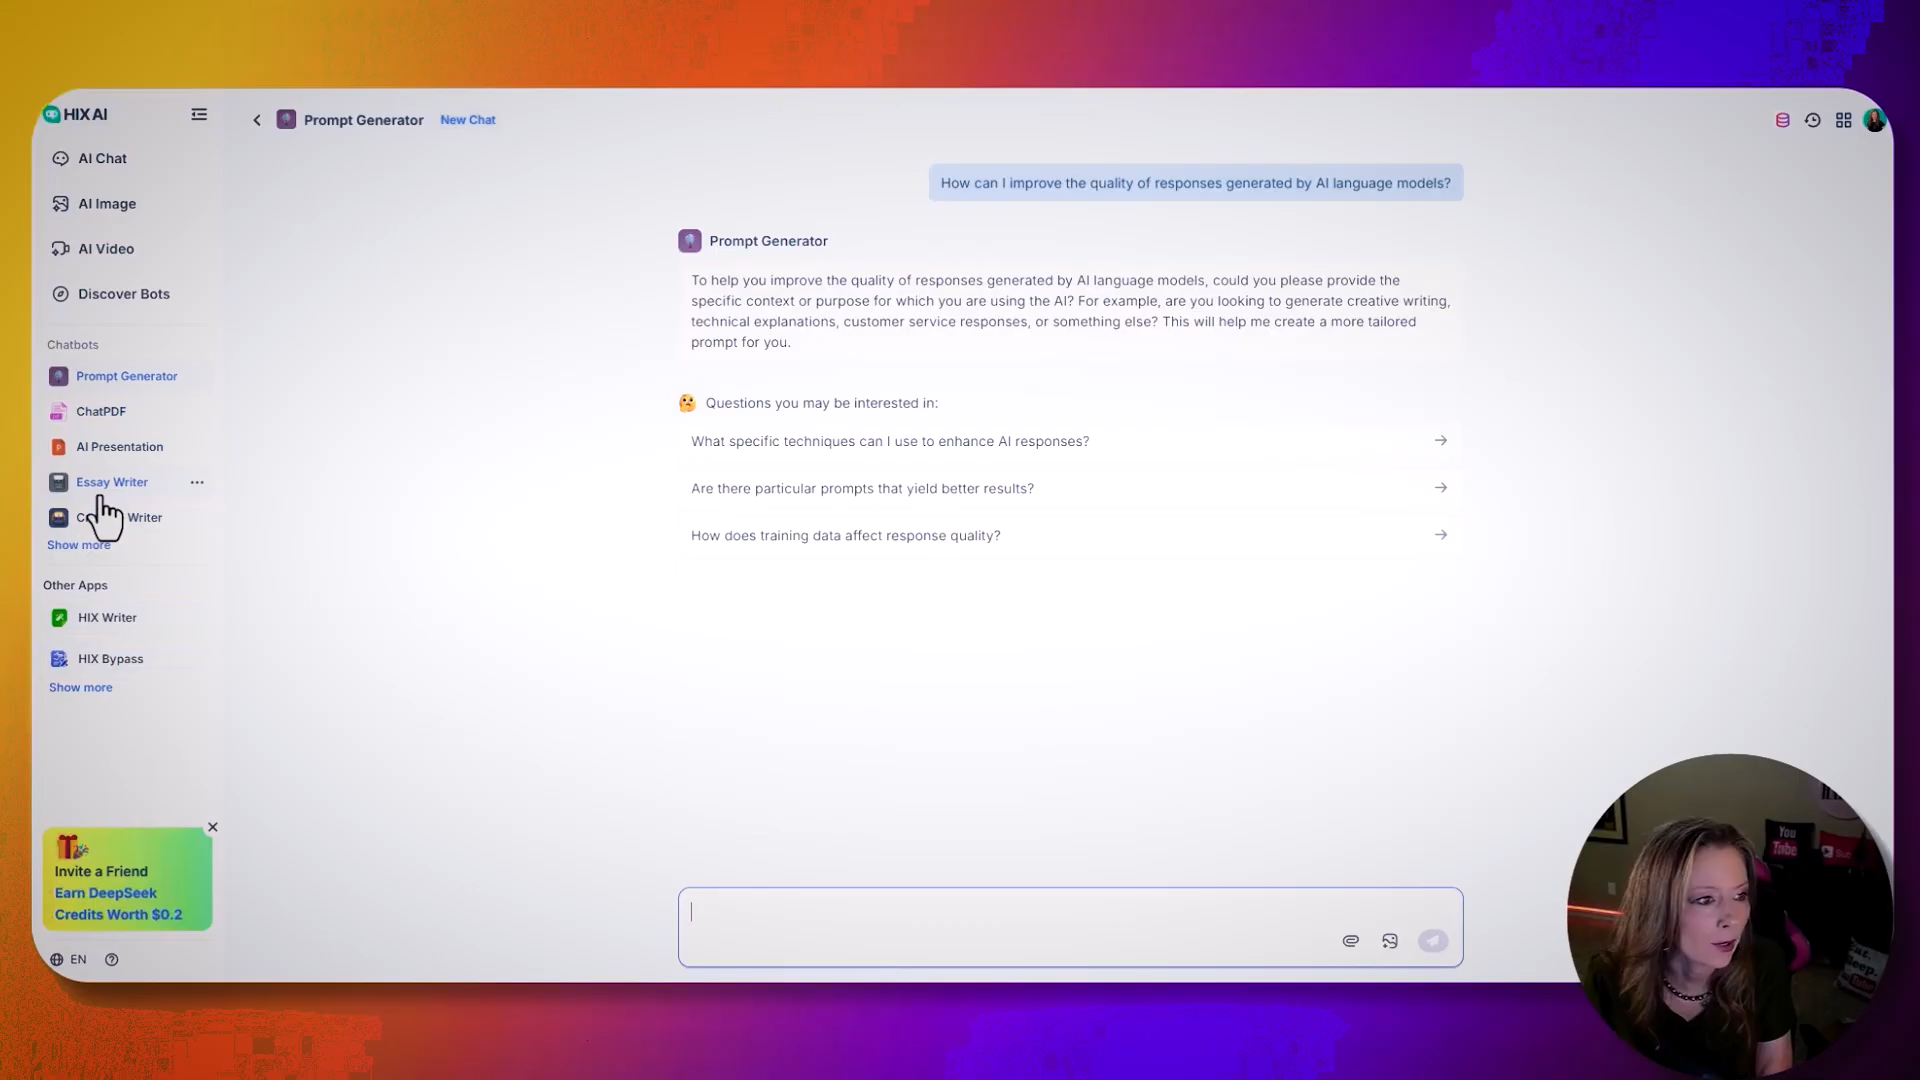 HIX AI
AI Chat
AI Image
AI Video
Discover Bots
Chatbots
Prompt Generator
ChatPDF
AI Presentation
Essay Writer
Writer
Show more
Other Apps
HIX Writer
HIX Bypass
Show more
Invite a Friend
Earn DeepSeek
Credits Worth $0.2
EN
Prompt Generator New Chat
How can I improve the quality of responses generated by AI language models?
Prompt Generator
To help you improve the quality of responses generated by AI language models, could you please provide the
specific context or purpose for which you are using the AI? For example, are you looking to generate creative writing,
technical explanations, customer service responses, or something else? This will help me create a more tailored
prompt for you.
Questions you may be interested in:
What specific techniques can I use to enhance AI responses?
Are there particular prompts that yield better results?
How does training data affect response quality?
You
Tube